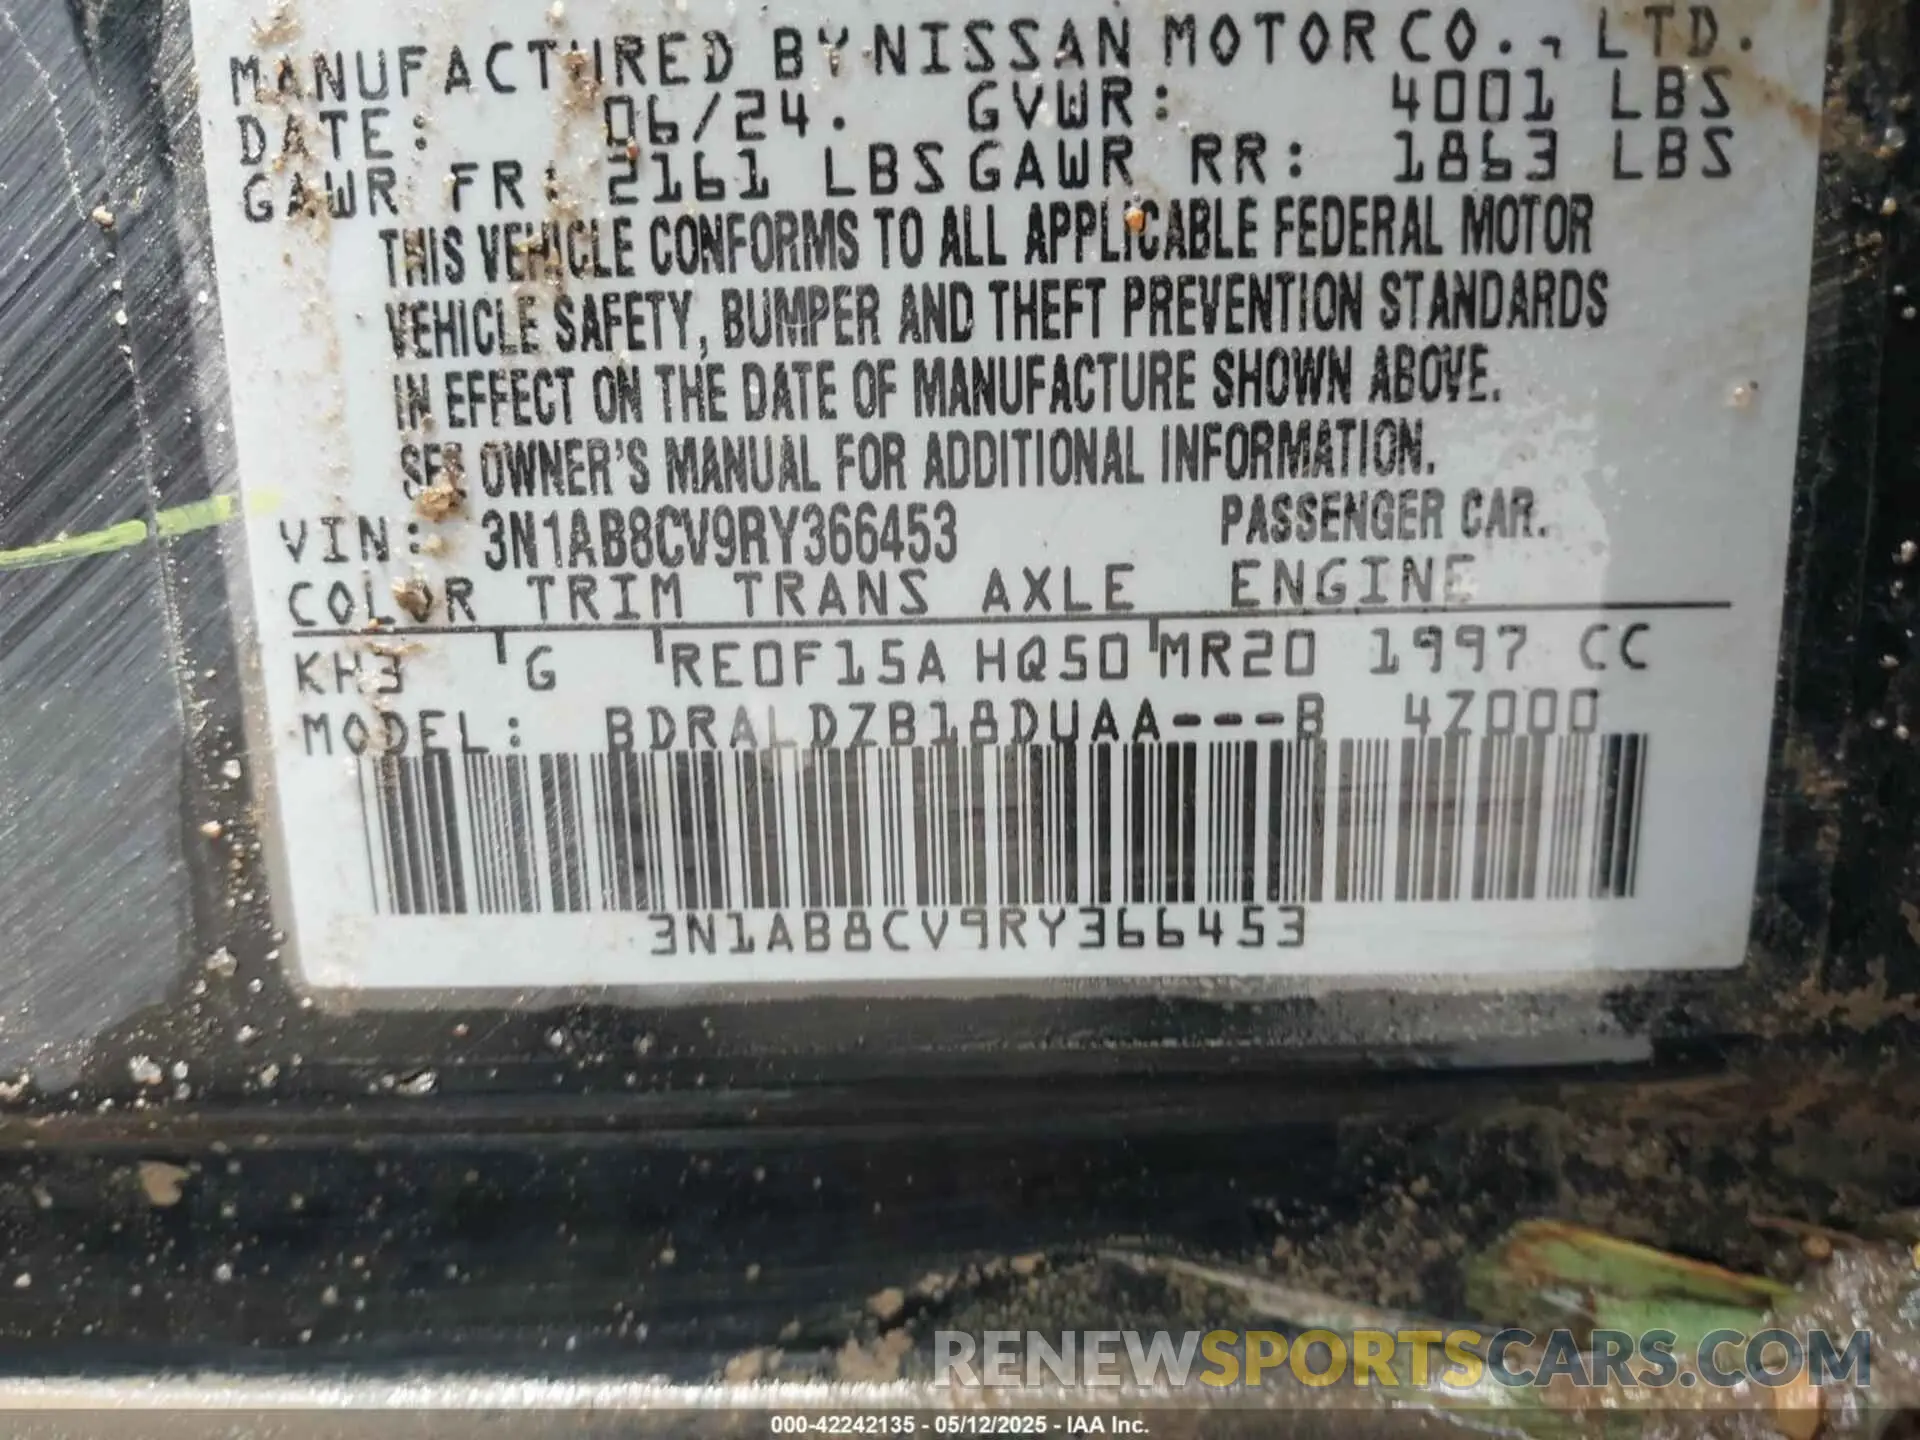 MANUFACTURED BY NISSAN MOTOR CO., LTD.
DATE: 06/24. GVWR: 4001 LBS
GAWR FR: 2161 LBS GAWR RR: 1863 LBS
THIS VEHICLE CONFORMS TO ALL APPLICABLE FEDERAL MOTOR
VEHICLE SAFETY, BUMPER AND THEFT PREVENTION STANDARDS
IN EFFECT ON THE DATE OF MANUFACTURE SHOWN ABOVE.
SEE OWNER'S MANUAL FOR ADDITIONAL INFORMATION.
VIN: 3N1AB8CV9RY366453 PASSENGER CAR.
COLOR TRIM TRANS AXLE ENGINE
KH3 G RE0F15A HQ50 MR20 1997 CC
MODEL: BDRALDZB18DUAA---B 4Z000
3N1AB8CV9RY366453
RENEWSPORTSCARS.COM
000-42242135 - 05/12/2025 - IAA Inc.